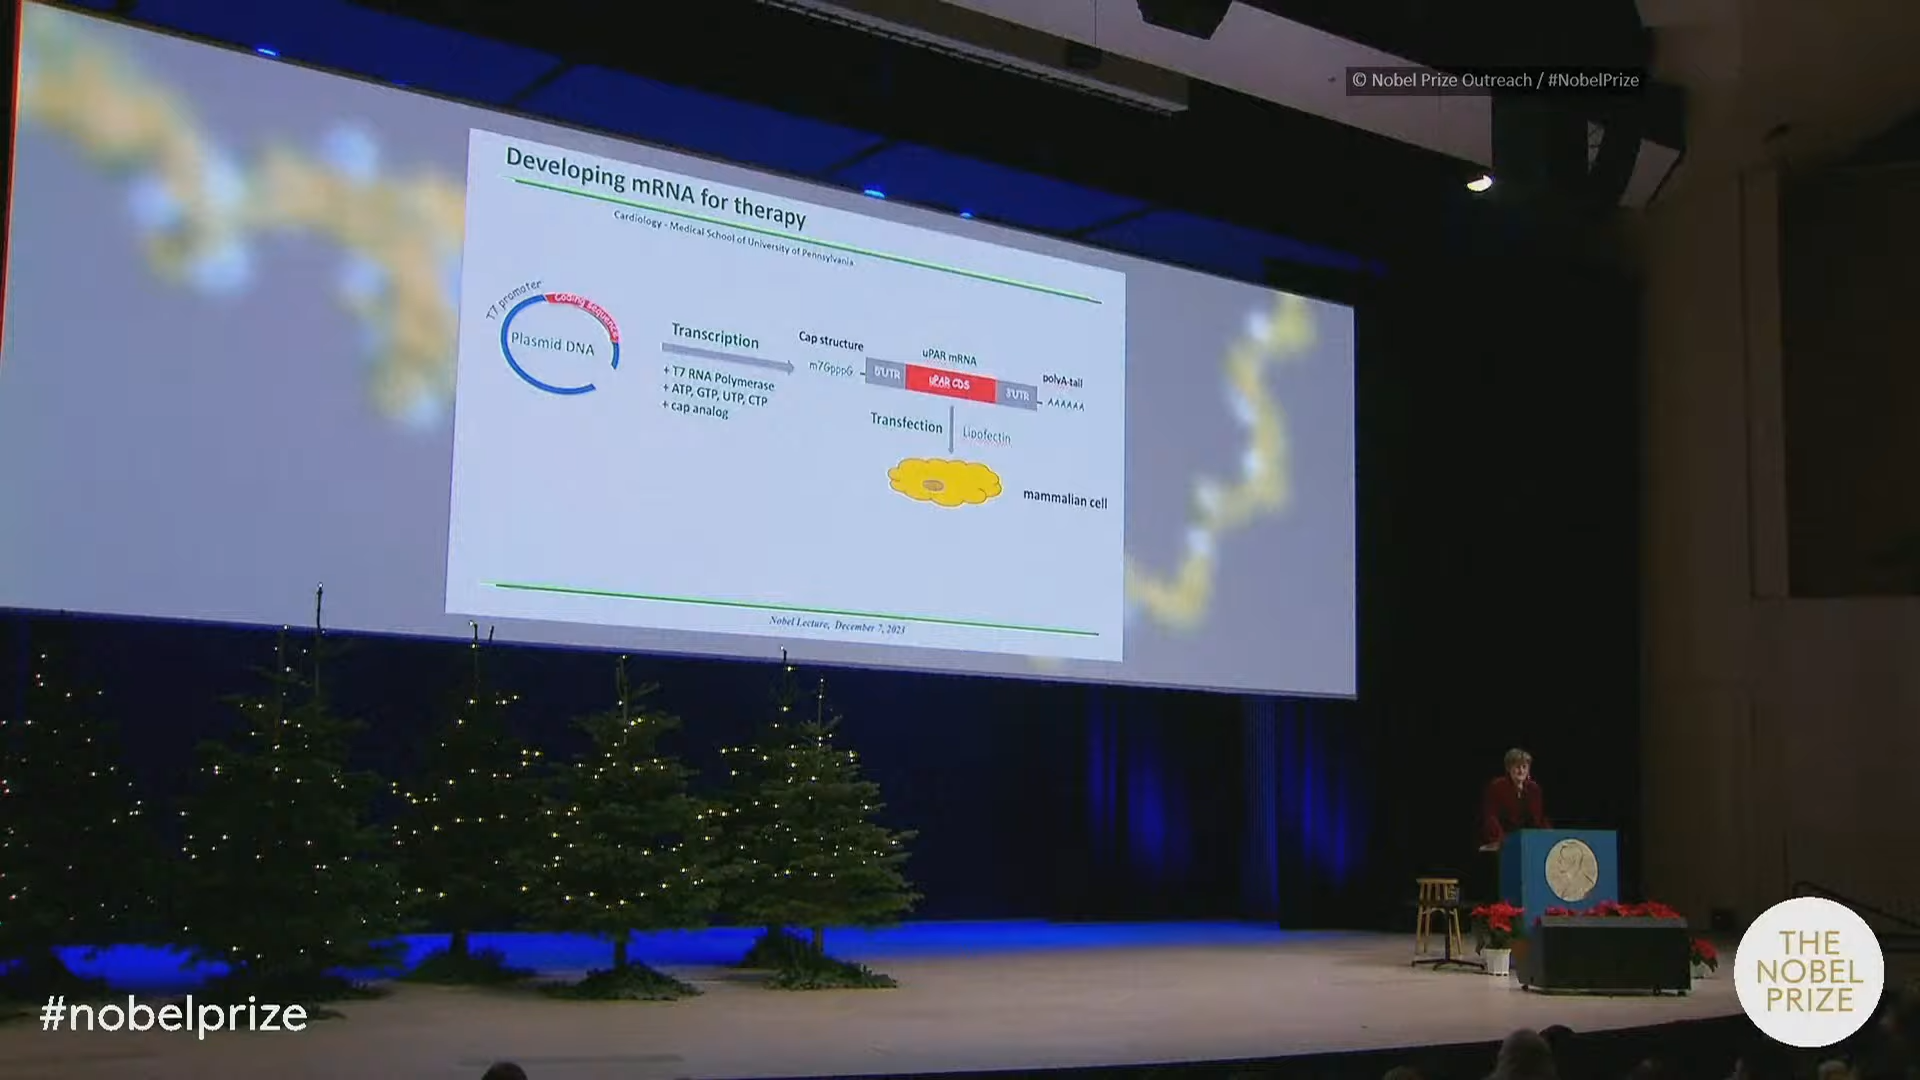 © Nobel Prize Outreach / #NobelPrize
Developing mRNA for therapy
Cardiology - Medical School of University of Pennsylvania
T7 promoter
Coding Sequence
Plasmid DNA
Transcription
+ T7 RNA Polymerase
+ ATP, GTP, UTP, CTP
+ cap analog
Cap structure
m7GpppG
uPAR mRNA
5'UTR
uPAR CDS
3'UTR
polyA-tail
AAAAAA
Transfection
Lipofectin
mammalian cell
Nobel Lecture, December 7, 2023
#nobelprize
THE
NOBEL
PRIZE